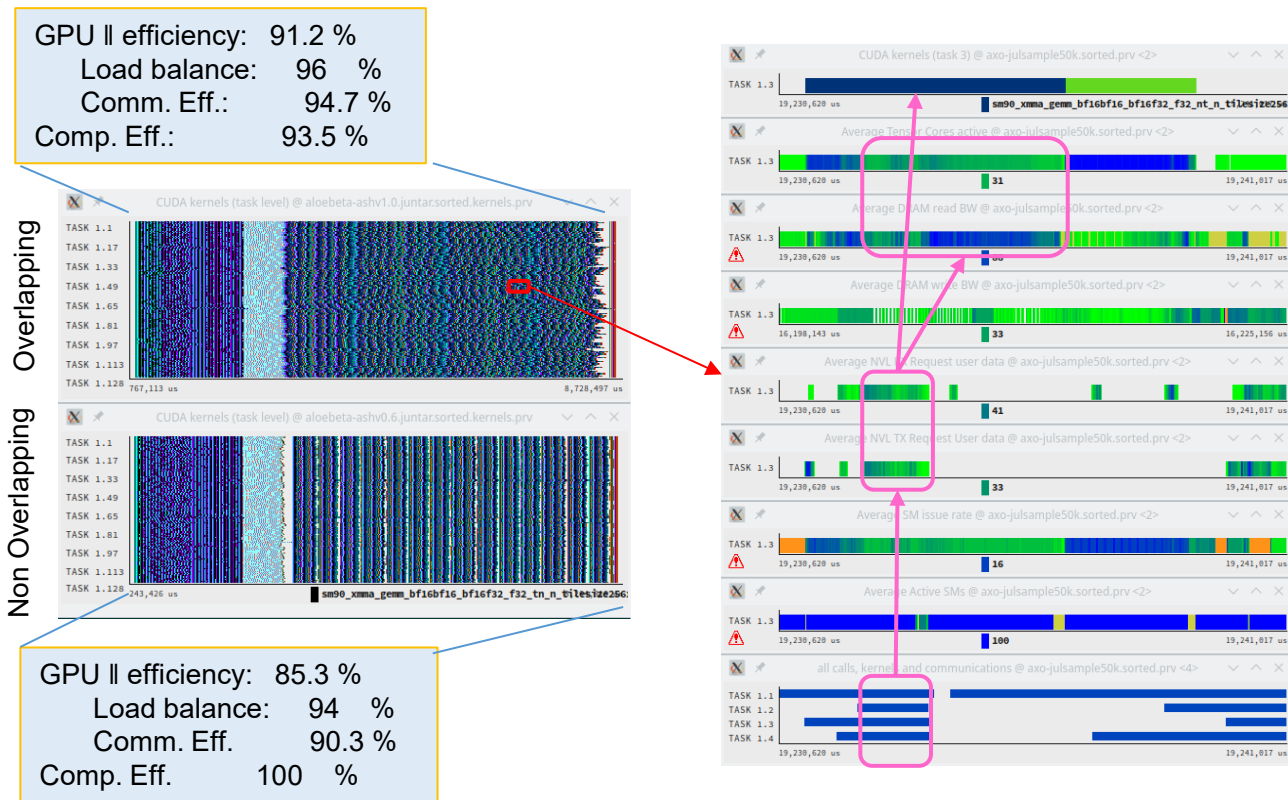 GPU ǁ efficiency: 91.2 %
Load balance: 96 %
Comm. Eff.: 94.7 %
Comp. Eff.: 93.5 %
Overlapping
CUDA kernels (task level) @ aloebeta-ashv1.0.juntar.sorted.kernels.prv
TASK 1.1
TASK 1.17
TASK 1.33
TASK 1.49
TASK 1.65
TASK 1.81
TASK 1.97
TASK 1.113
TASK 1.128
767,113 us 8,728,497 us
Non Overlapping
CUDA kernels (task level) @ aloebeta-ashv0.6.juntar.sorted.kernels.prv
TASK 1.1
TASK 1.17
TASK 1.33
TASK 1.49
TASK 1.65
TASK 1.81
TASK 1.97
TASK 1.113
TASK 1.128
243,426 us sm90_xmma_gemm_bf16bf16_bf16f32_f32_tn_n_tilesize256
GPU ǁ efficiency: 85.3 %
Load balance: 94 %
Comm. Eff. 90.3 %
Comp. Eff. 100 %
CUDA kernels (task 3) @ axo-julsample50k.sorted.prv <2>
TASK 1.3
19,230,620 us sm90_xmma_gemm_bf16bf16_bf16f32_f32_nt_n_tilesize256
Average Tensor Cores active @ axo-julsample50k.sorted.prv <2>
TASK 1.3
19,230,620 us 31 19,241,017 us
Average DRAM read BW @ axo-julsample50k.sorted.prv <2>
TASK 1.3
19,230,620 us 19,241,017 us
Average DRAM write BW @ axo-julsample50k.sorted.prv <2>
TASK 1.3
16,198,143 us 33 16,225,156 us
Average NVL Request user data @ axo-julsample50k.sorted.prv <2>
TASK 1.3
19,230,620 us 41 19,241,017 us
Average NVL TX Request User data @ axo-julsample50k.sorted.prv <2>
TASK 1.3
19,230,620 us 33 19,241,017 us
Average SM issue rate @ axo-julsample50k.sorted.prv <2>
TASK 1.3
19,230,620 us 16 19,241,017 us
Average Active SMs @ axo-julsample50k.sorted.prv <2>
TASK 1.3
19,230,620 us 100 19,241,017 us
all calls, kernels and communications @ axo-julsample50k.sorted.prv <4>
TASK 1.1
TASK 1.2
TASK 1.3
TASK 1.4
19,230,620 us 19,241,017 us